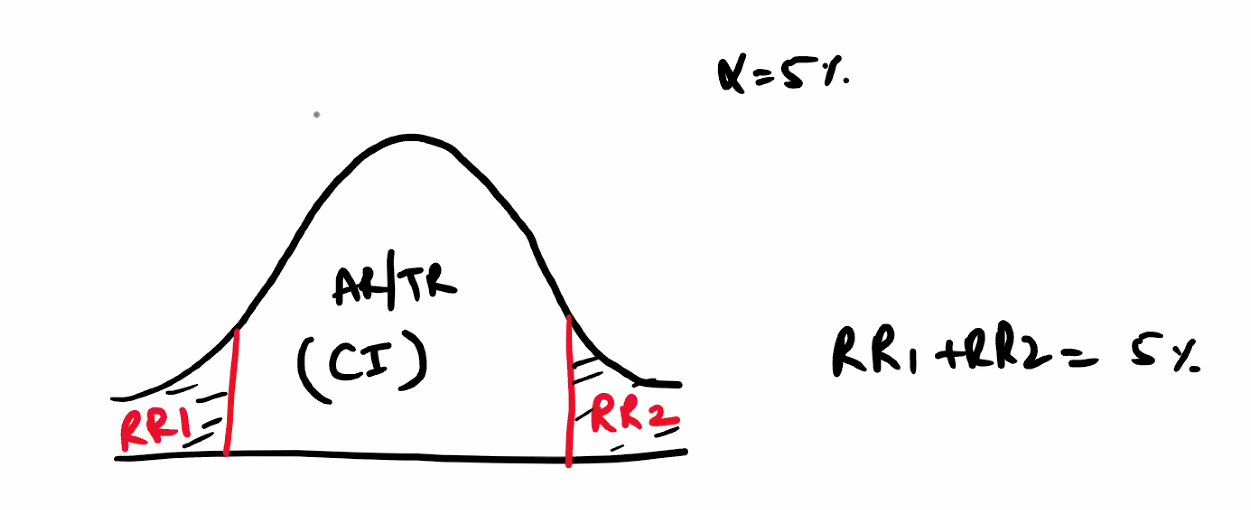 α=5%
AR/TR
(CI)
RR1+RR2= 5%
RR1
RR2